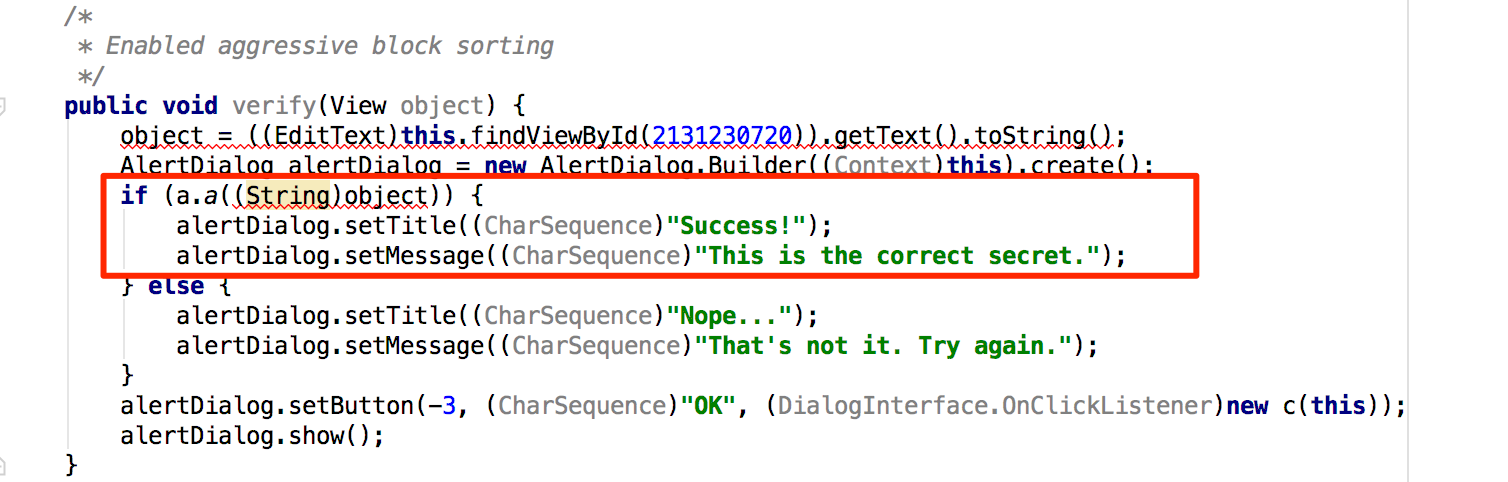 /*
* Enabled aggressive block sorting
*/
public void verify(View object) {
object = ((EditText)this.findViewById(2131230720)).getText().toString();
AlertDialog alertDialog = new AlertDialog.Builder((Context)this).create();
if (a.a((String)object)) {
alertDialog.setTitle((CharSequence)"Success!");
alertDialog.setMessage((CharSequence)"This is the correct secret.");
} else {
alertDialog.setTitle((CharSequence)"Nope...");
alertDialog.setMessage((CharSequence)"That's not it. Try again.");
}
alertDialog.setButton(-3, (CharSequence)"OK", (DialogInterface.OnClickListener)new c(this));
alertDialog.show();
}